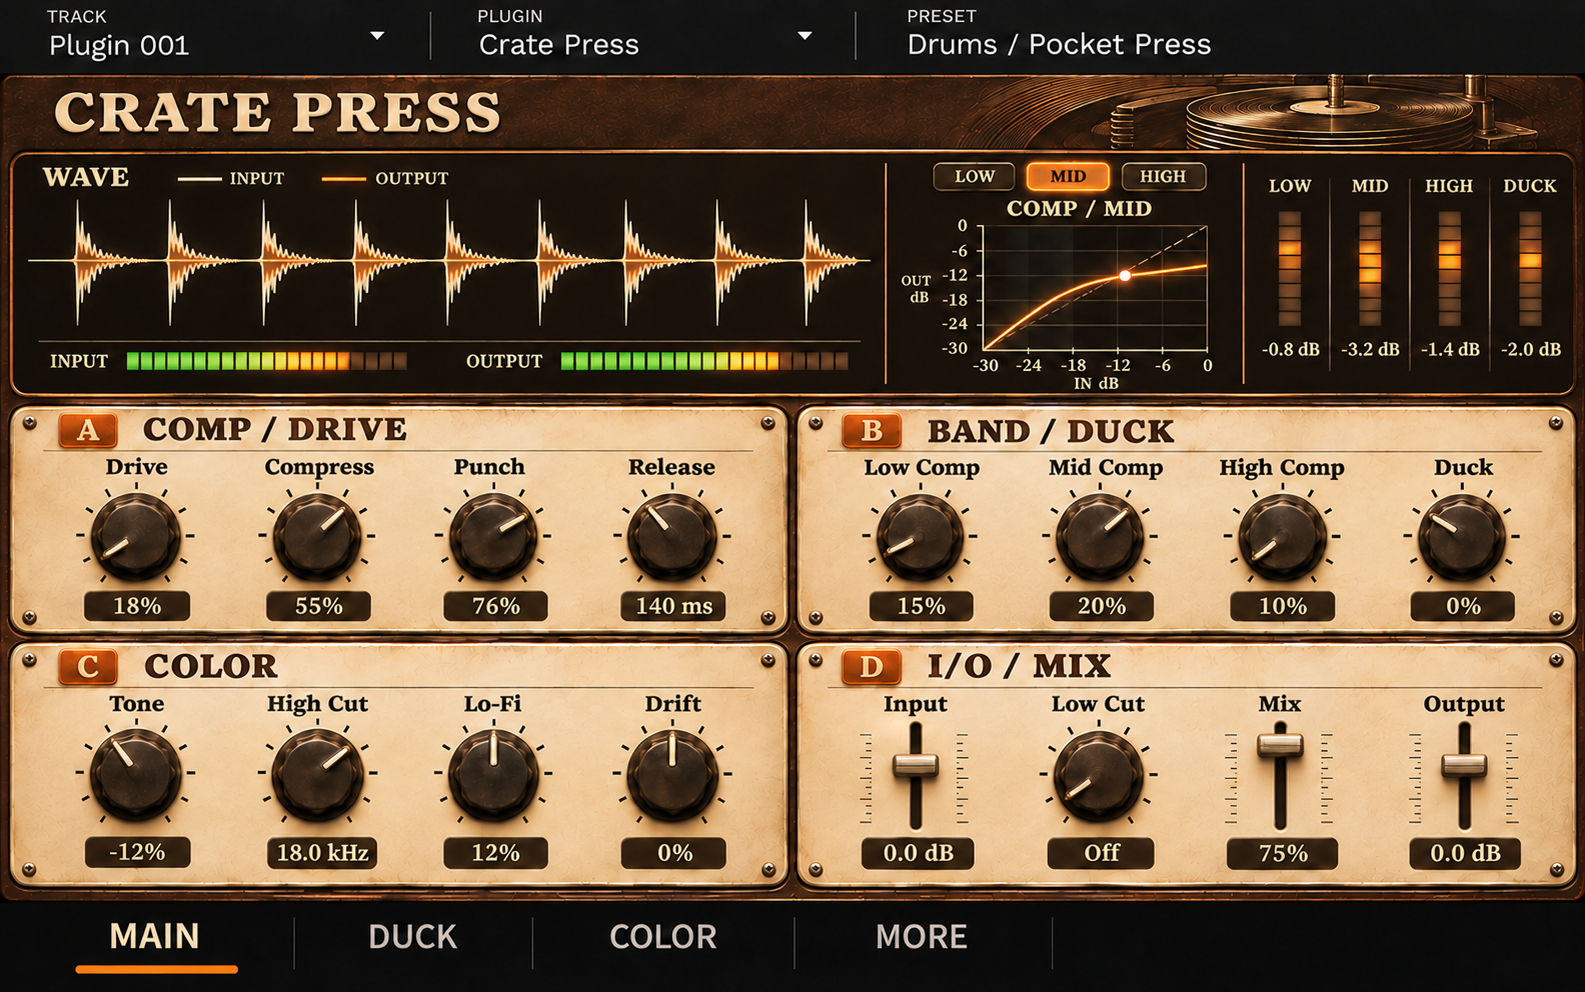 TRACK
Plugin 001
PLUGIN
Crate Press
PRESET
Drums / Pocket Press
CRATE PRESS
WAVE
INPUT
OUTPUT
INPUT
OUTPUT
LOW
MID
HIGH
COMP / MID
OUT
dB
0
-6
-12
-18
-24
-30
-30
-24
-18
-12
-6
0
IN dB
LOW
MID
HIGH
DUCK
-0.8 dB
-3.2 dB
-1.4 dB
-2.0 dB
A
COMP / DRIVE
Drive
Compress
Punch
Release
18%
55%
76%
140 ms
B
BAND / DUCK
Low Comp
Mid Comp
High Comp
Duck
15%
20%
10%
0%
C
COLOR
Tone
High Cut
Lo-Fi
Drift
-12%
18.0 kHz
12%
0%
D
I/O / MIX
Input
Low Cut
Mix
Output
0.0 dB
Off
75%
0.0 dB
MAIN
DUCK
COLOR
MORE